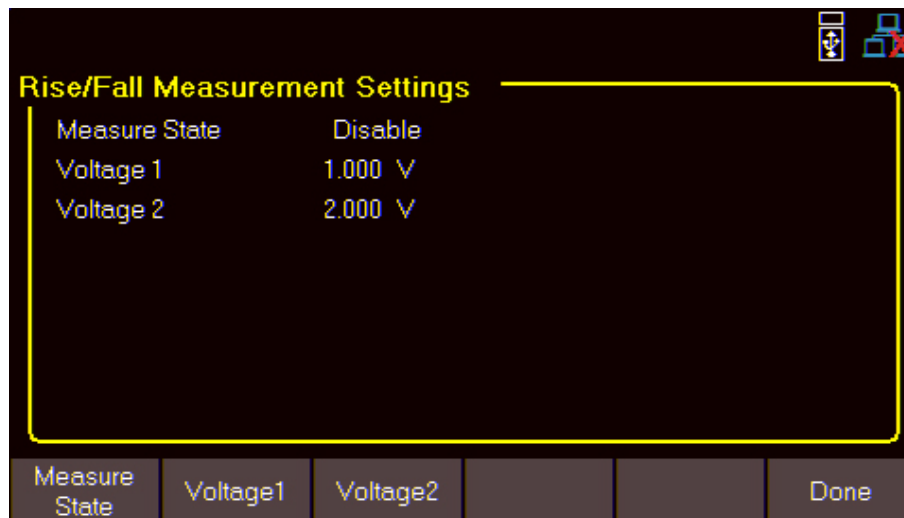 Rise/Fall Measurement Settings
Measure State Disable
Voltage 1 1.000 V
Voltage 2 2.000 V
Measure State Voltage1 Voltage2 Done